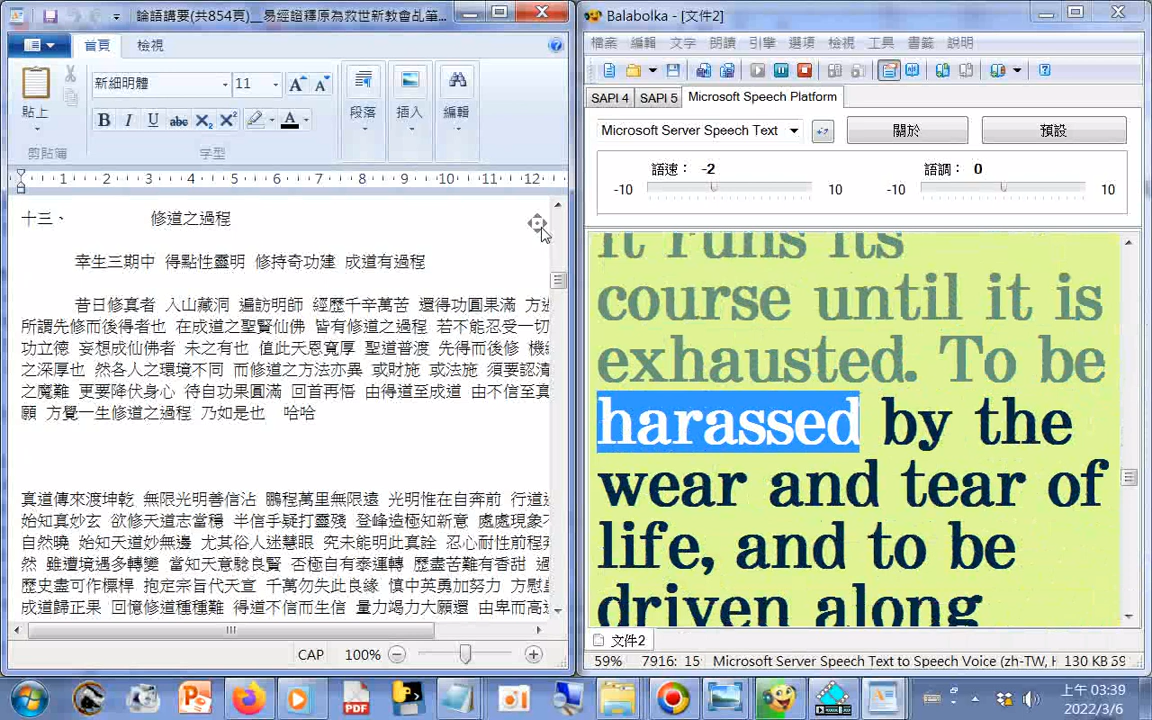 論語講要(共854頁)__易經證釋原為救世新教會乩筆...
首頁 檢視
貼上
剪貼簿
新細明體 11
B I U abc X₂ X²
字型
段落
插入
編輯
1 2 3 4 5 6 7 8 9 10 11 12
十三、 修道之過程
幸生三期中 得點性靈明 修持奇功建 成道有過程
昔日修真者 入山藏洞 遍訪明師 經歷千辛萬苦 還得功圓果滿 方
所謂先修而後得者也 在成道之聖賢仙佛 皆有修道之過程 若不能忍受一切
功立德 妄想成仙佛者 未之有也 值此天恩寬厚 聖道普渡 先得而後修 機
之深厚也 然各人之環境不同 而修道之方法亦異 或財施 或法施 須要認清
之魔難 更要降伏身心 待自功果圓滿 回首再悟 由得道至成道 由不信至真
願 方覺一生修道之過程 乃如是也 哈哈
真道傳來渡坤乾 無限光明善信沾 鵬程萬里無限遠 光明惟在自奔前 行道
始知真妙玄 欲修天道志當穩 半信半疑打靈殘 登峰造極知新意 處處現象
自然曉 始知天道妙無邊 尤其俗人迷慧眼 究未能明此真詮 忍心耐性前程
然 雖遭境遇多轉變 當知天意驗良賢 否極自有泰運轉 歷盡苦難有香甜
歷史盡可作標桿 抱定宗旨代天宣 千萬勿失此良緣 慎中英勇加努力 方慰
成道歸正果 回憶修道種種難 得道不信而生信 量力竭力大願還 由卑而高
CAP 100%
Balabolka - [文件2]
檔案 編輯 文字 朗讀 引擎 選項 檢視 工具 書籤 說明
SAPI 4 SAPI 5 Microsoft Speech Platform
Microsoft Server Speech Text 關於 預設
語速： -2 語調： 0
-10 10 -10 10
it runs its
course until it is
exhausted. To be
harassed by the
wear and tear of
life, and to be
driven along
文件2
59% 7916: 15 Microsoft Server Speech Text to Speech Voice (zh-TW, H 130 KB 59
上午 03:39
2022/3/6